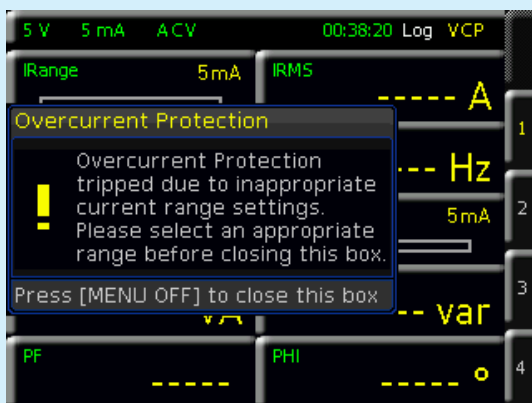 5 V 5 mA ACV 00:38:20 Log VCP
IRange 5mA IRMS
----- A
Overcurrent Protection
1
Overcurrent Protection
tripped due to inappropriate
current range settings.
Please select an appropriate
range before closing this box.
--- Hz
5mA
2
Press [MENU OFF] to close this box
3
VA
-- var
PF PHI
4
----- ----- °